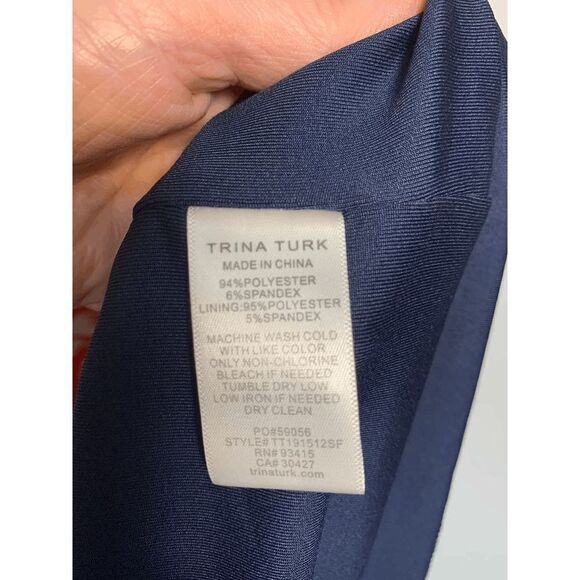 TRINA TURK
MADE IN CHINA
94%POLYESTER
6%SPANDEX
LINING:95%POLYESTER
5%SPANDEX
MACHINE WASH COLD
WITH LIKE COLOR
ONLY NON-CHLORINE
BLEACH IF NEEDED
TUMBLE DRY LOW
LOW IRON IF NEEDED
DRY CLEAN
PO#59056
STYLE#TT191512SF
RN#93415
CA#30427
trinaturk.com